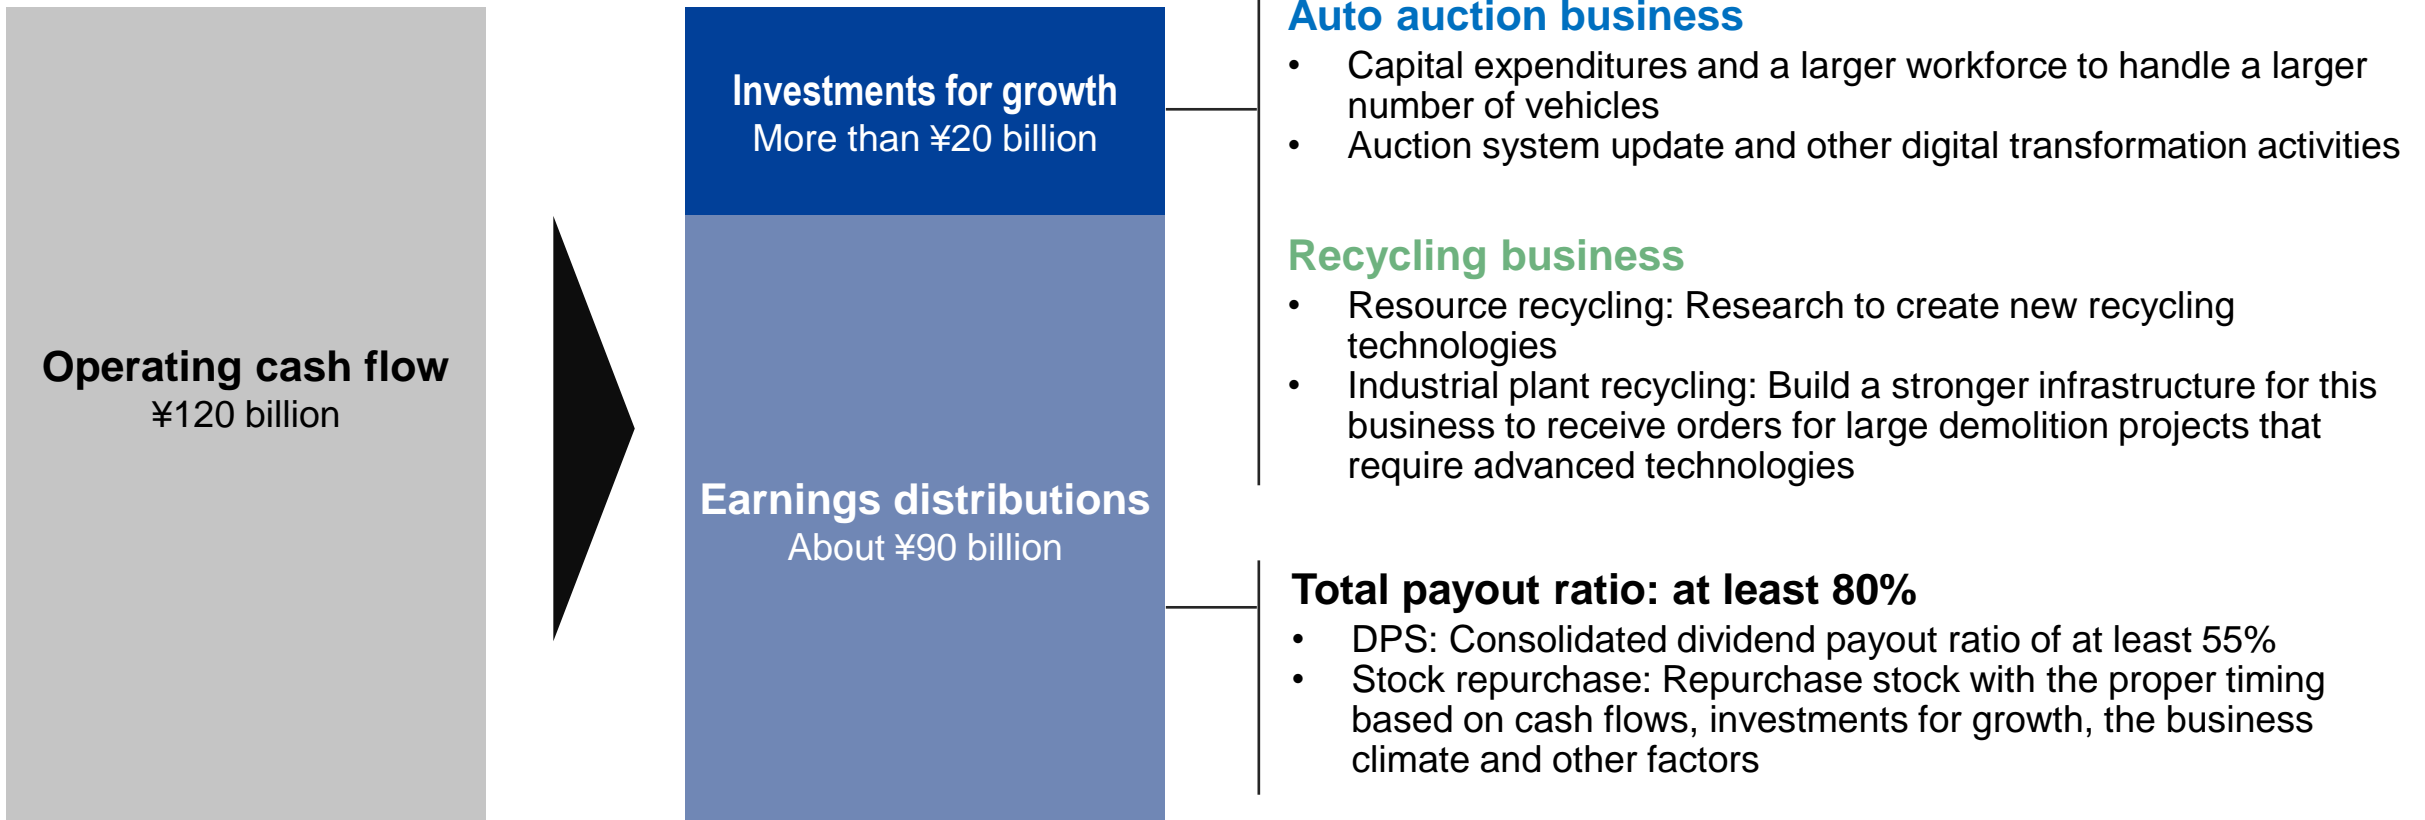 Operating cash flow
¥120 billion
Investments for growth
More than ¥20 billion
Earnings distributions
About ¥90 billion
Auto auction business
• Capital expenditures and a larger workforce to handle a larger
number of vehicles
• Auction system update and other digital transformation activities
Recycling business
• Resource recycling: Research to create new recycling
technologies
• Industrial plant recycling: Build a stronger infrastructure for this
business to receive orders for large demolition projects that
require advanced technologies
Total payout ratio: at least 80%
• DPS: Consolidated dividend payout ratio of at least 55%
• Stock repurchase: Repurchase stock with the proper timing
based on cash flows, investments for growth, the business
climate and other factors